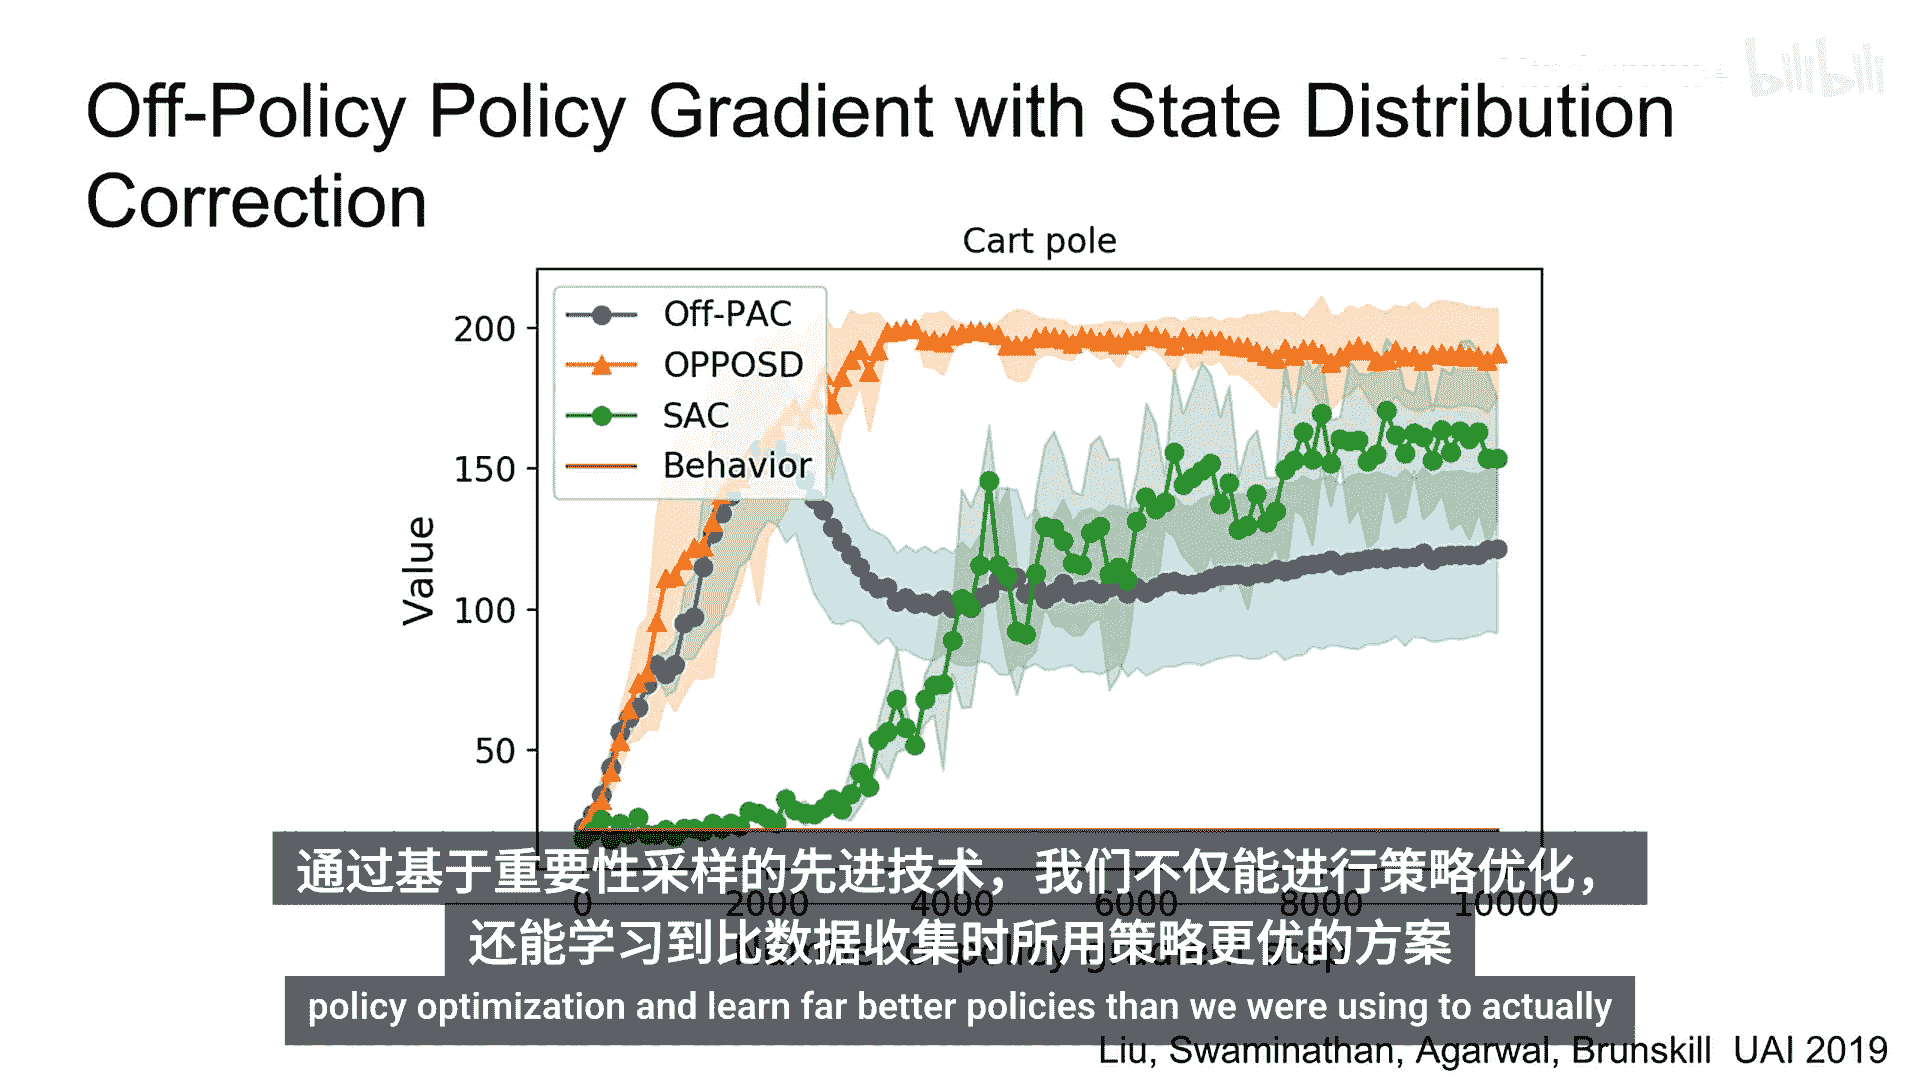 bilibili
Off-Policy Policy Gradient with State Distribution
Correction
Cart pole
Off-PAC
OPPOSD
SAC
Behavior
Value
200
150
100
50
0 2000 4000 6000 8000 10000
通过基于重要性采样的先进技术，我们不仅能进行策略优化，
还能学习到比数据收集时所用策略更优的方案
policy optimization and learn far better policies than we were using to actually
Liu, Swaminathan, Agarwal, Brunskill UAI 2019